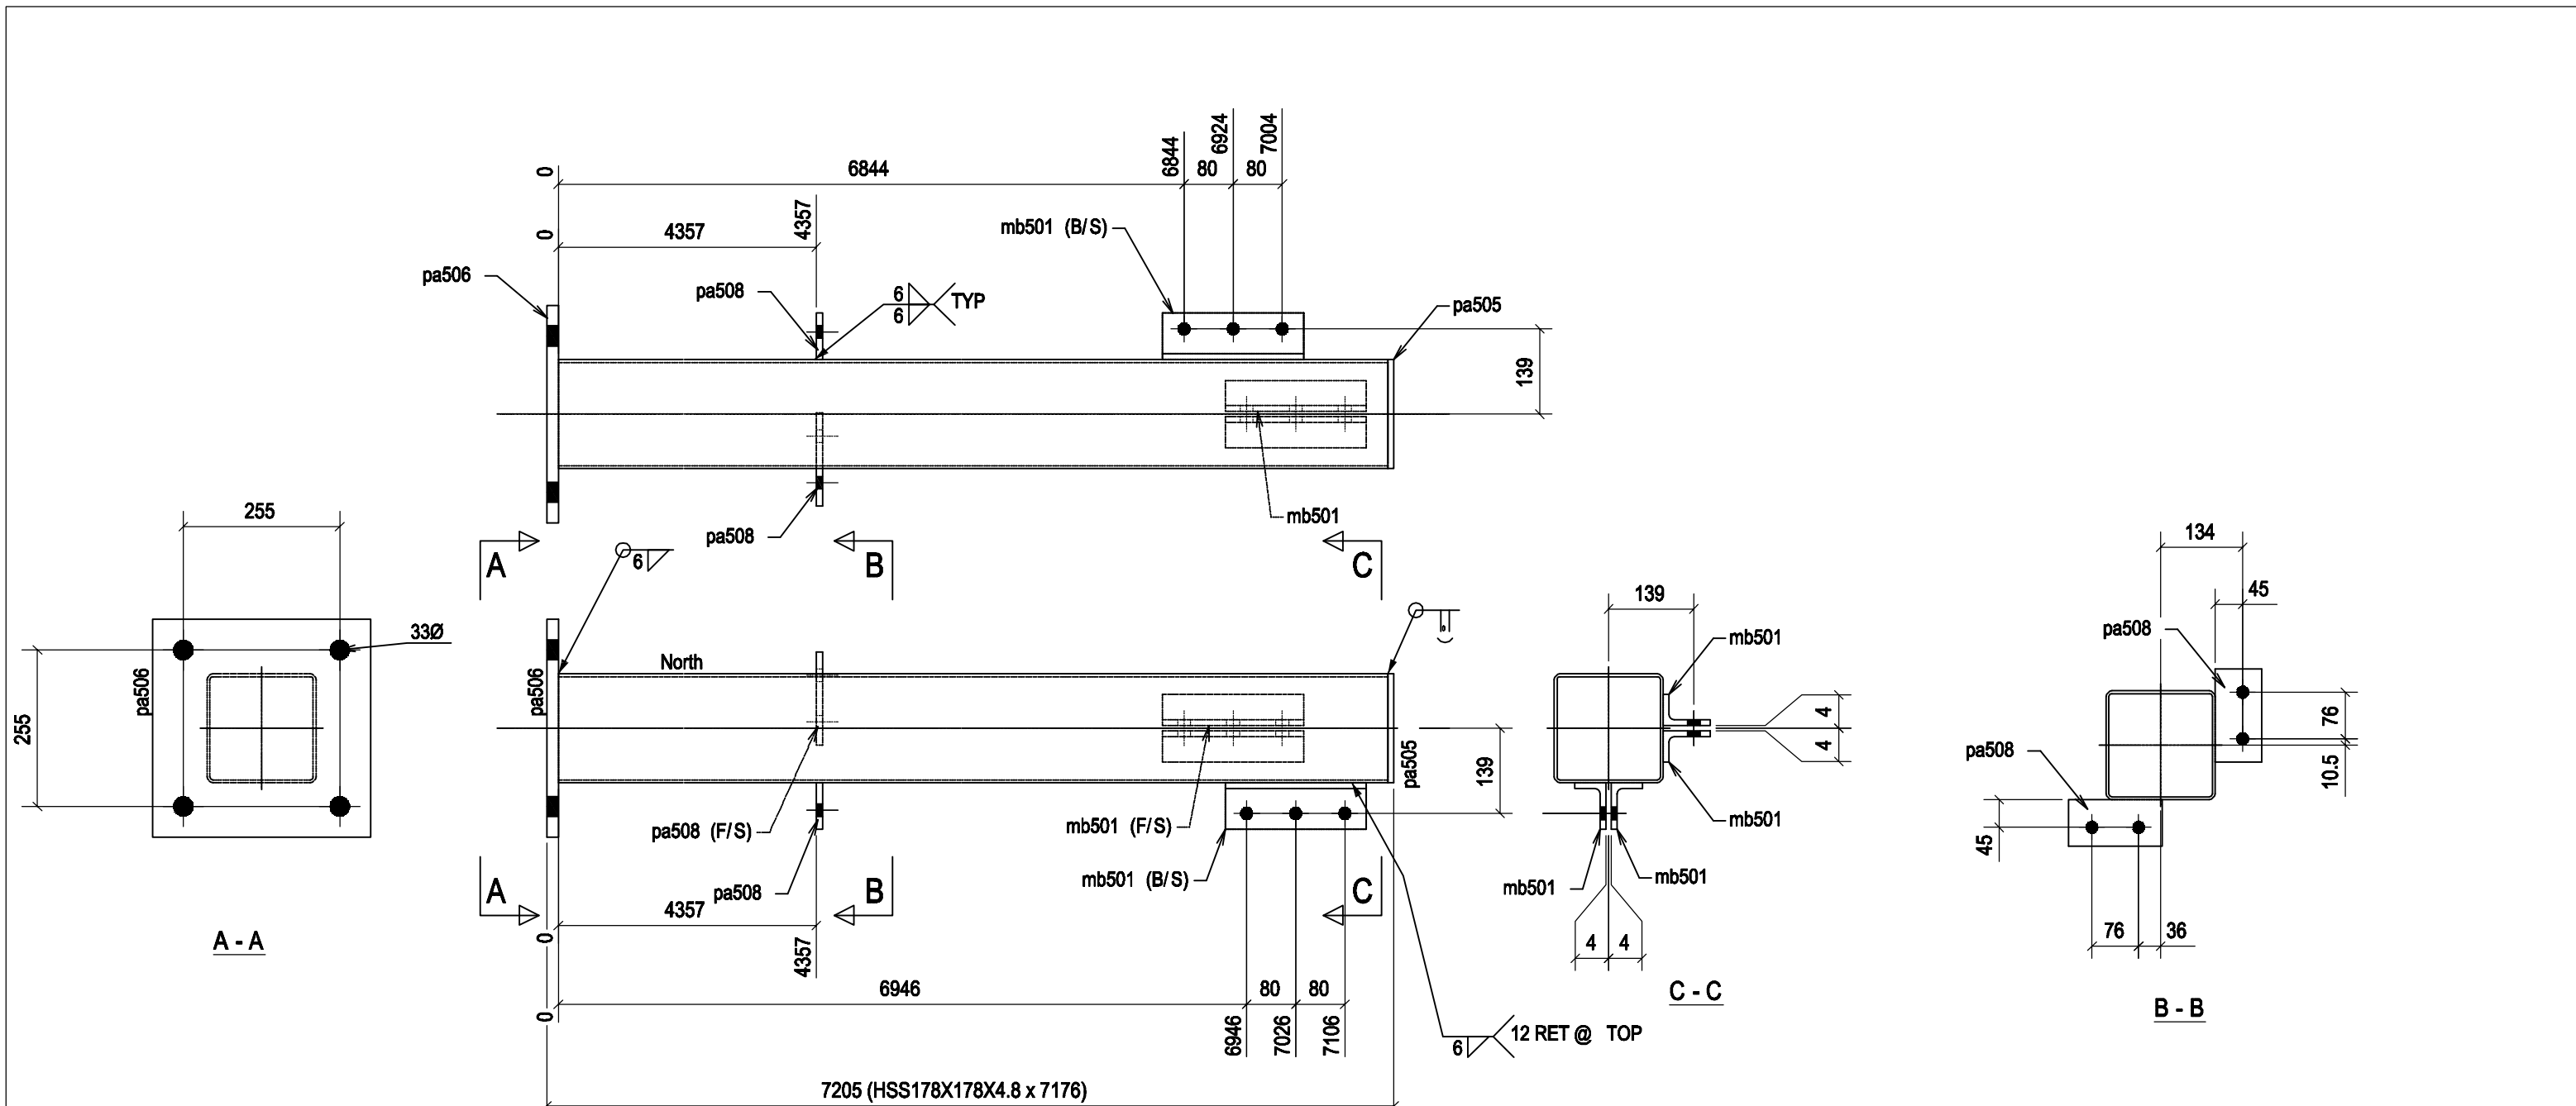 6844
6924
7004
0
6844
80
80
0
4357
4357
mb501 (B/S)
pa506
pa508
6
6
TYP
pa505
139
mb501
pa508
A
B
C
255
255
33Ø
pa506
A - A
6
North
pa506
pa505
139
pa508 (F/S)
mb501 (F/S)
mb501 (B/S)
pa508
A
B
C
4357
0
4357
6946
80
80
0
6946
7026
7106
6
12 RET @ TOP
7205 (HSS178X178X4.8 x 7176)
139
mb501
4
4
mb501
mb501
mb501
4
4
C - C
134
45
pa508
76
10.5
pa508
45
76
36
B - B